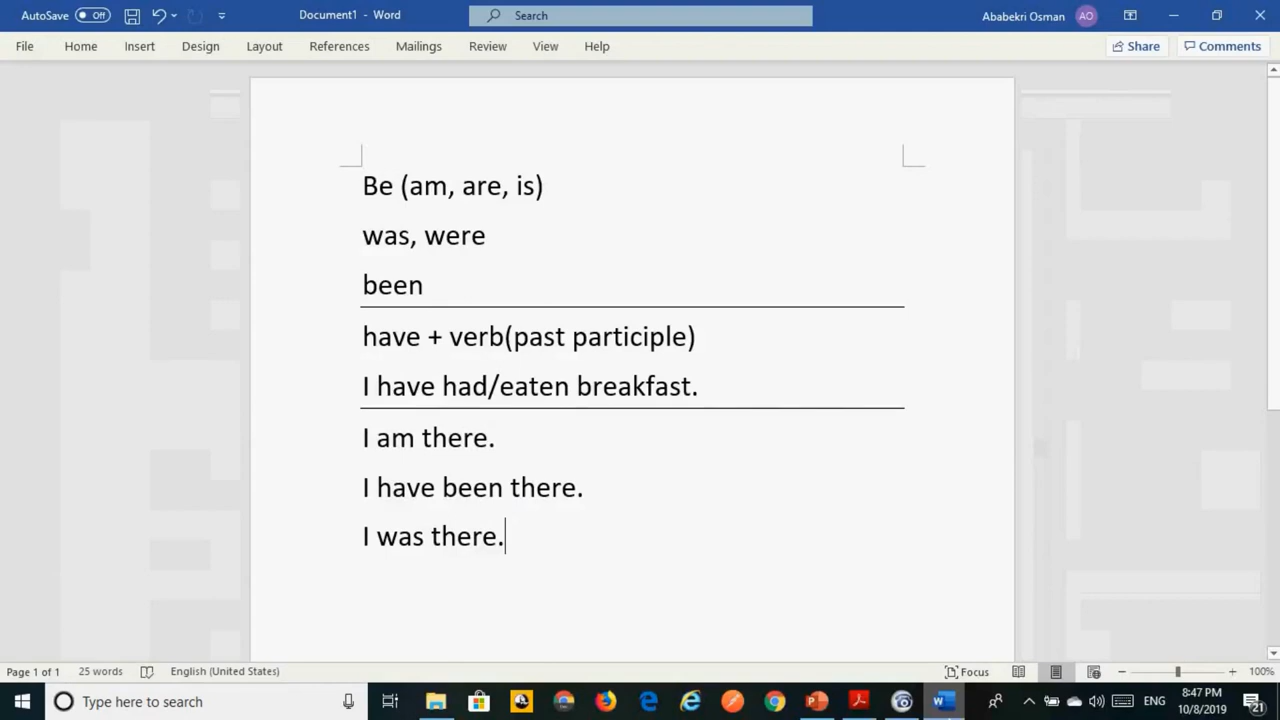 AutoSave Off Document1 - Word Search Ababekri Osman AO
File Home Insert Design Layout References Mailings Review View Help Share Comments
Be (am, are, is)
was, were
been
have + verb(past participle)
I have had/eaten breakfast.
I am there.
I have been there.
I was there.
Page 1 of 1 25 words English (United States) Focus 100%
Type here to search ENG 8:47 PM
10/8/2019 21